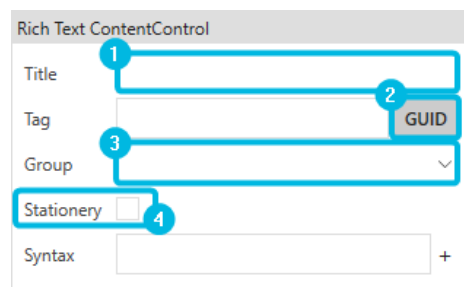 Rich Text ContentControl
1
Title
2
Tag GUID
3
Group
Stationery 4
Syntax +